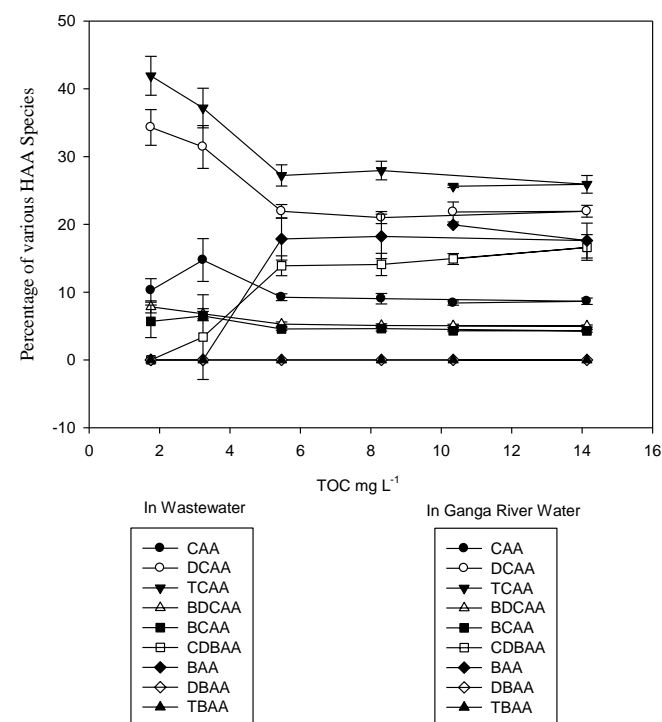 50
40
30
20
10
0
-10
Percentage of various HAA Species
0 2 4 6 8 10 12 14 16
TOC mg L-1
In Wastewater
CAA
DCAA
TCAA
BDCAA
BCAA
CDBAA
BAA
DBAA
TBAA
In Ganga River Water
CAA
DCAA
TCAA
BDCAA
BCAA
CDBAA
BAA
DBAA
TBAA